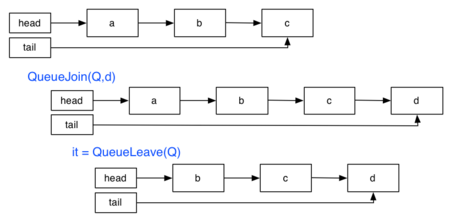 head a b c
tail
QueueJoin(Q,d)
head a b c d
tail
it = QueueLeave(Q)
head b c d
tail